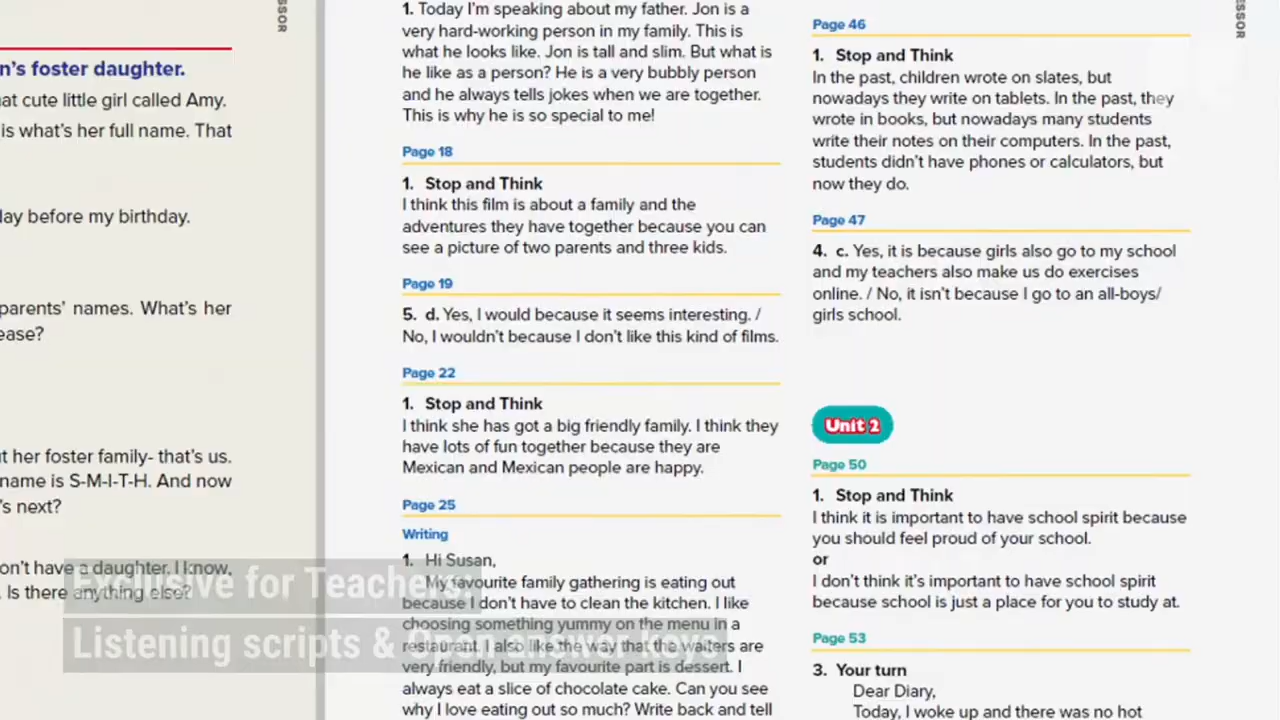 n's foster daughter.
at cute little girl called Amy.
is what's her full name. That
lay before my birthday.
parents' names. What's her
ease?
t her foster family- that's us.
name is S-M-I-T-H. And now
's next?
on't have a daughter. I know,
. Is there anything else?
SSOR
1. Today I'm speaking about my father. Jon is a
very hard-working person in my family. This is
what he looks like. Jon is tall and slim. But what is
he like as a person? He is a very bubbly person
and he always tells jokes when we are together.
This is why he is so special to me!
Page 18
1. Stop and Think
I think this film is about a family and the
adventures they have together because you can
see a picture of two parents and three kids.
Page 19
5. d. Yes, I would because it seems interesting. /
No, I wouldn't because I don't like this kind of films.
Page 22
1. Stop and Think
I think she has got a big friendly family. I think they
have lots of fun together because they are
Mexican and Mexican people are happy.
Page 25
Writing
1. Hi Susan,
My favourite family gathering is eating out
because I don't have to clean the kitchen. I like
choosing something yummy on the menu in a
restaurant. I also like the way that the waiters are
very friendly, but my favourite part is dessert. I
always eat a slice of chocolate cake. Can you see
why I love eating out so much? Write back and tell
Page 46
1. Stop and Think
In the past, children wrote on slates, but
nowadays they write on tablets. In the past, they
wrote in books, but nowadays many students
write their notes on their computers. In the past,
students didn't have phones or calculators, but
now they do.
Page 47
4. c. Yes, it is because girls also go to my school
and my teachers also make us do exercises
online. / No, it isn't because I go to an all-boys/
girls school.
Unit 2
Page 50
1. Stop and Think
I think it is important to have school spirit because
you should feel proud of your school.
or
I don't think it's important to have school spirit
because school is just a place for you to study at.
Page 53
3. Your turn
Dear Diary,
Today, I woke up and there was no hot
ESSOR
Exclusive for Teachers:
Listening scripts & Open answer keys